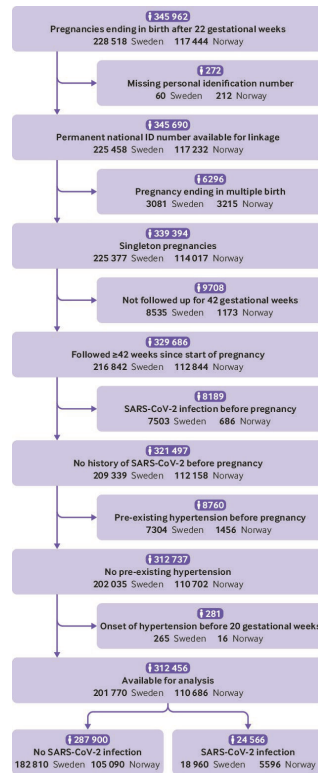 345 962
Pregnancies ending in birth after 22 gestational weeks
228 518 Sweden 117 444 Norway
272
Missing personal idenification number
60 Sweden 212 Norway
345 690
Permanent national ID number available for linkage
225 458 Sweden 117 232 Norway
6296
Pregnancy ending in multiple birth
3081 Sweden 3215 Norway
339 394
Singleton pregnancies
225 377 Sweden 114 017 Norway
9708
Not followed up for 42 gestational weeks
8535 Sweden 1173 Norway
329 686
Followed ≥42 weeks since start of pregnancy
216 842 Sweden 112 844 Norway
8189
SARS-CoV-2 infection before pregnancy
7503 Sweden 686 Norway
321 497
No history of SARS-CoV-2 before pregnancy
209 339 Sweden 112 158 Norway
8760
Pre-existing hypertension before pregnancy
7304 Sweden 1456 Norway
312 737
No pre-existing hypertension
202 035 Sweden 110 702 Norway
281
Onset of hypertension before 20 gestational weeks
265 Sweden 16 Norway
312 456
Available for analysis
201 770 Sweden 110 686 Norway
287 900
No SARS-CoV-2 infection
182 810 Sweden 105 090 Norway
24 566
SARS-CoV-2 infection
18 960 Sweden 5596 Norway